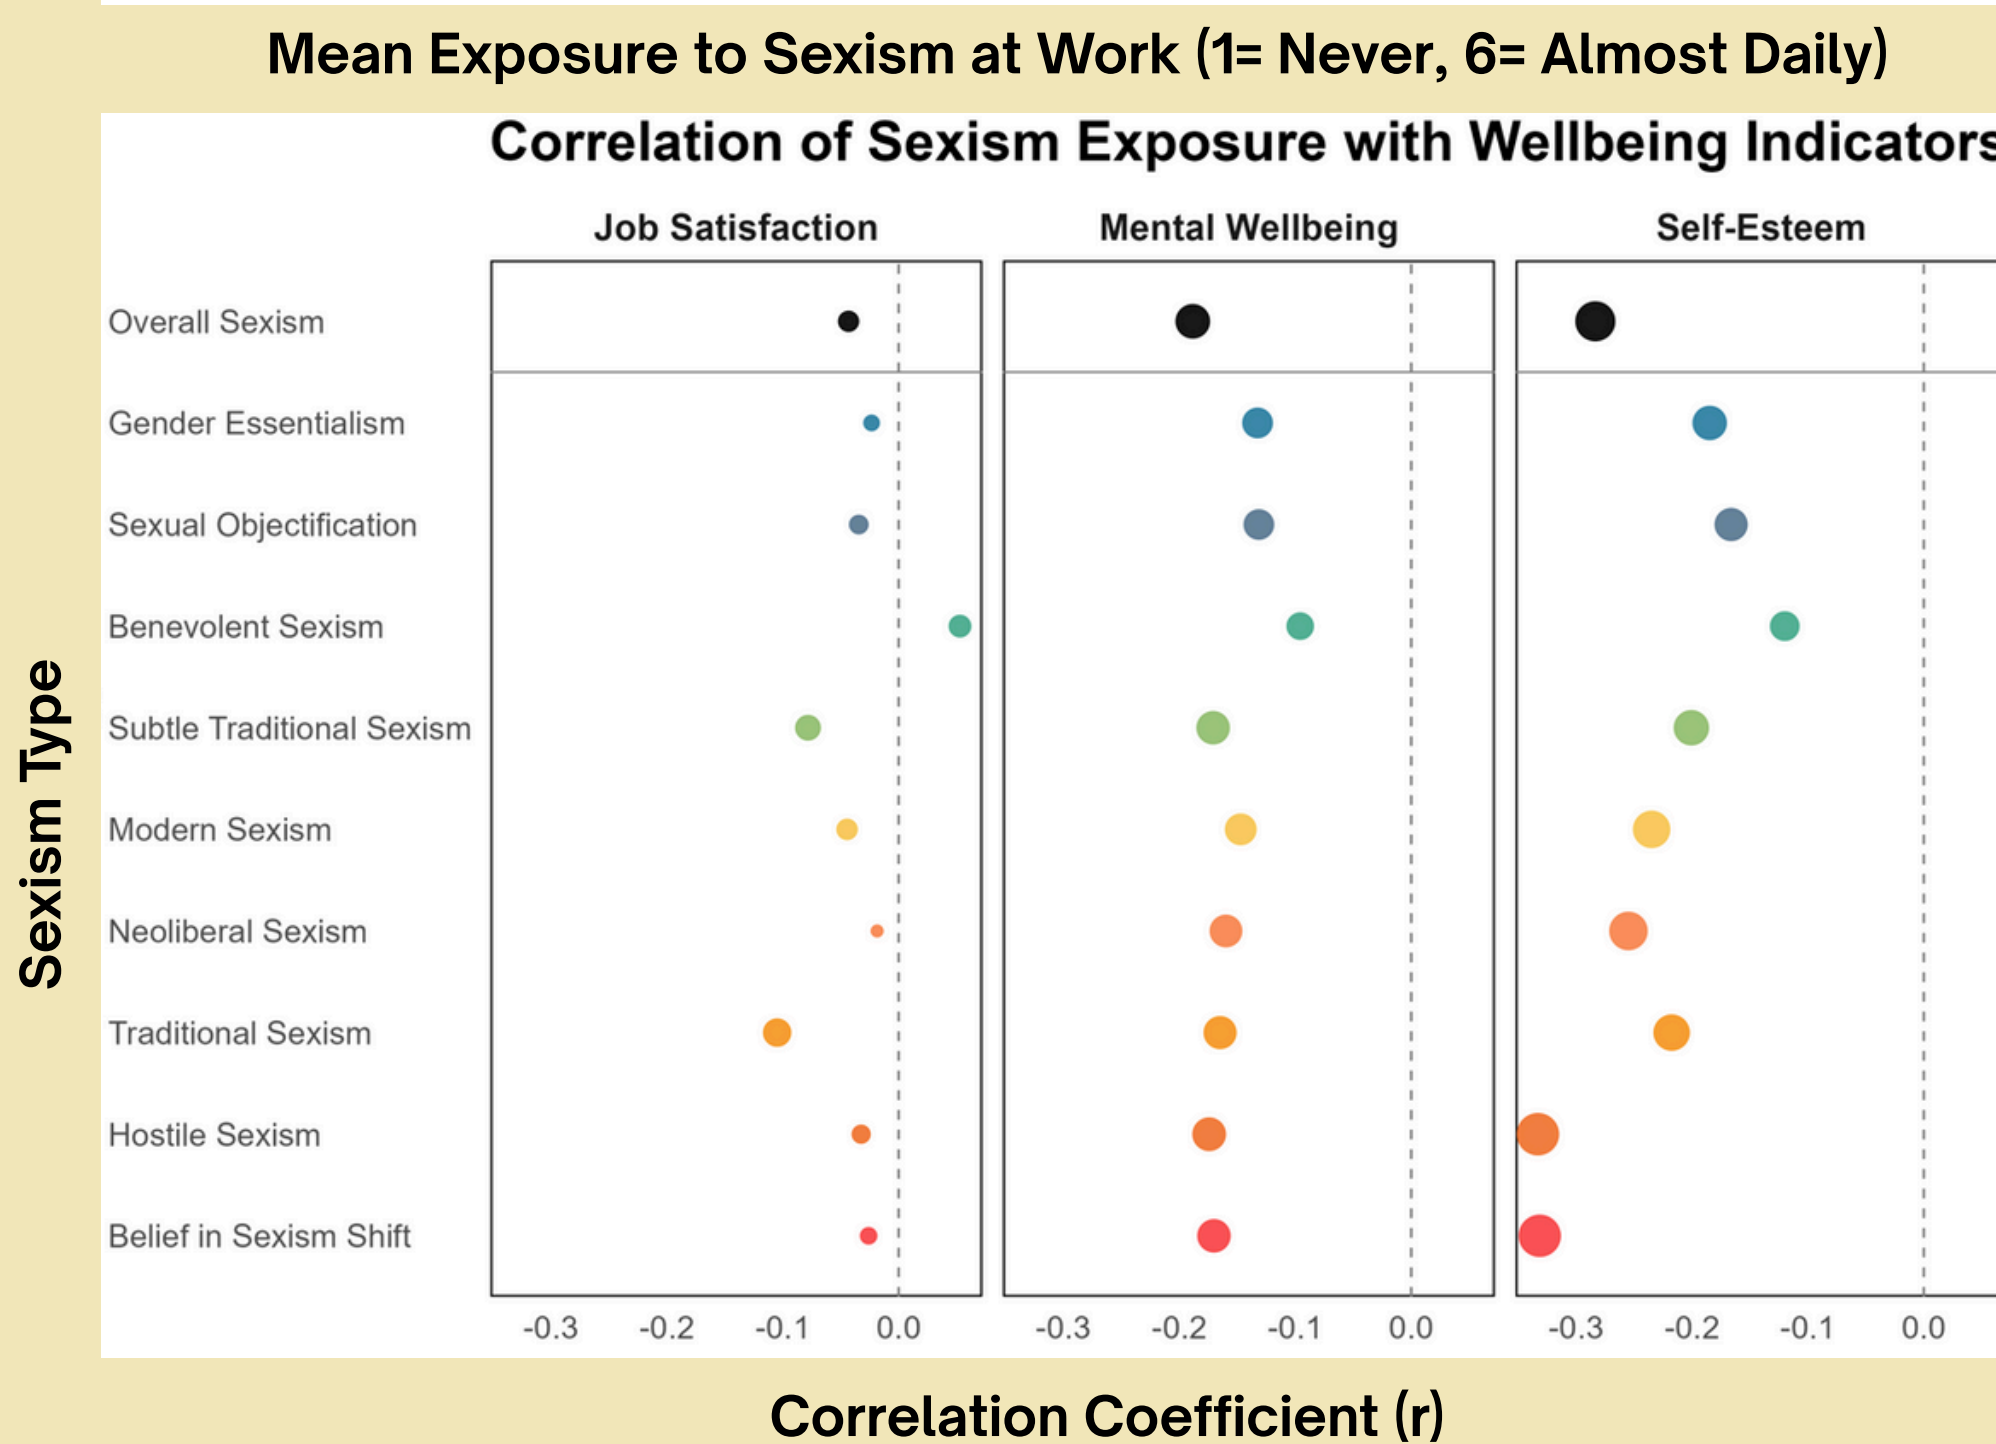 Mean Exposure to Sexism at Work (1= Never, 6= Almost Daily)
Correlation of Sexism Exposure with Wellbeing Indicators
Job Satisfaction
Mental Wellbeing
Self-Esteem
Sexism Type
Overall Sexism
Gender Essentialism
Sexual Objectification
Benevolent Sexism
Subtle Traditional Sexism
Modern Sexism
Neoliberal Sexism
Traditional Sexism
Hostile Sexism
Belief in Sexism Shift
-0.3 -0.2 -0.1 0.0
-0.3 -0.2 -0.1 0.0
-0.3 -0.2 -0.1 0.0
Correlation Coefficient (r)